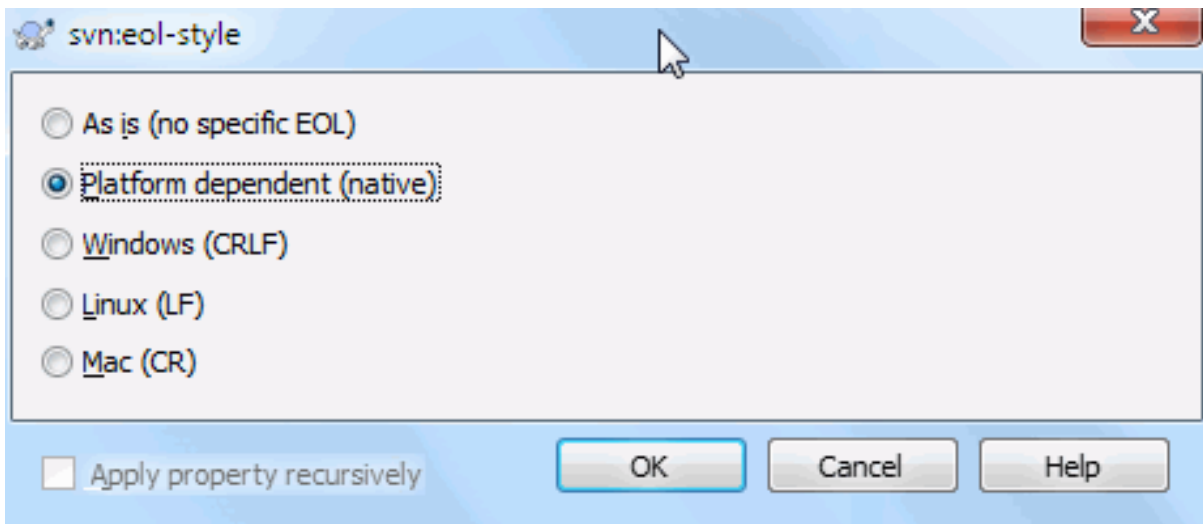 svn:eol-style
As is (no specific EOL)
Platform dependent (native)
Windows (CRLF)
Linux (LF)
Mac (CR)
Apply property recursively OK Cancel Help